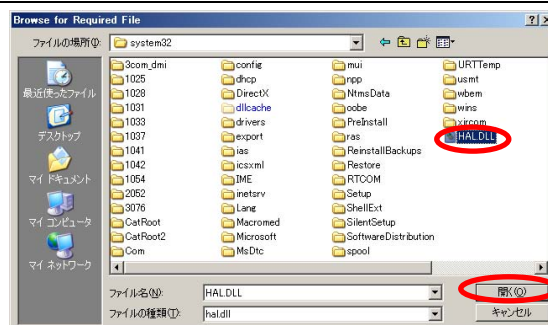 Browse for Required File
ファイルの場所(I):
system32
最近使ったファイル
デスクトップ
マイ ドキュメント
マイ コンピュータ
マイ ネットワーク
3com_dmi
1025
1028
1031
1033
1037
1041
1042
1054
2052
3076
CatRoot
CatRoot2
Com
config
dhcp
DirectX
dllcache
drivers
export
ias
icsxml
IME
inetsrv
Lang
Macromed
Microsoft
MsDtc
mui
npp
NtmsData
oobe
PreInstall
ras
ReinstallBackups
Restore
RTCOM
Setup
ShellExt
SilentSetup
SoftwareDistribution
spool
URTTemp
usmt
wbem
wins
xircom
HAL.DLL
ファイル名(N):
HAL.DLL
開く(O)
ファイルの種類(T):
hal.dll
キャンセル